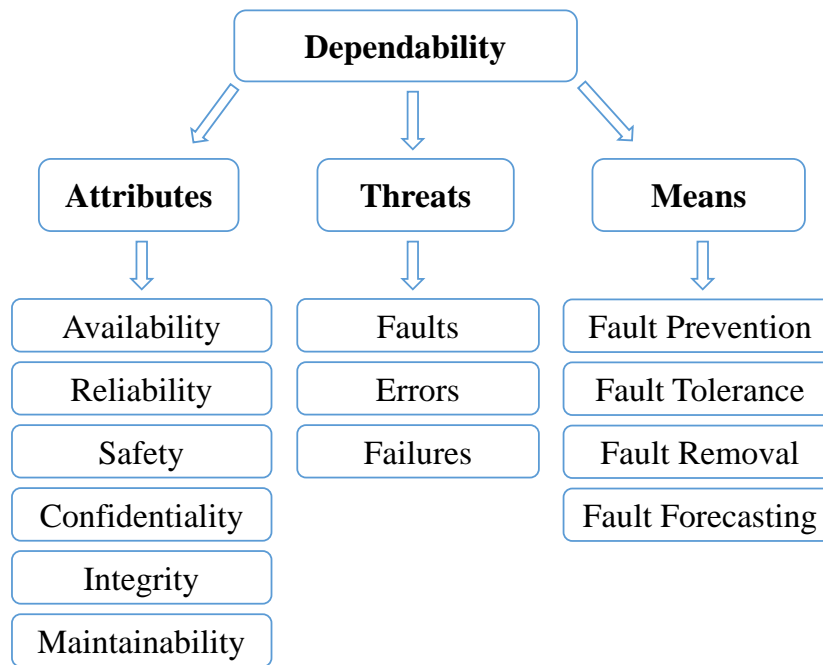 Dependability
Attributes
Threats
Means
Availability
Reliability
Safety
Confidentiality
Integrity
Maintainability
Faults
Errors
Failures
Fault Prevention
Fault Tolerance
Fault Removal
Fault Forecasting